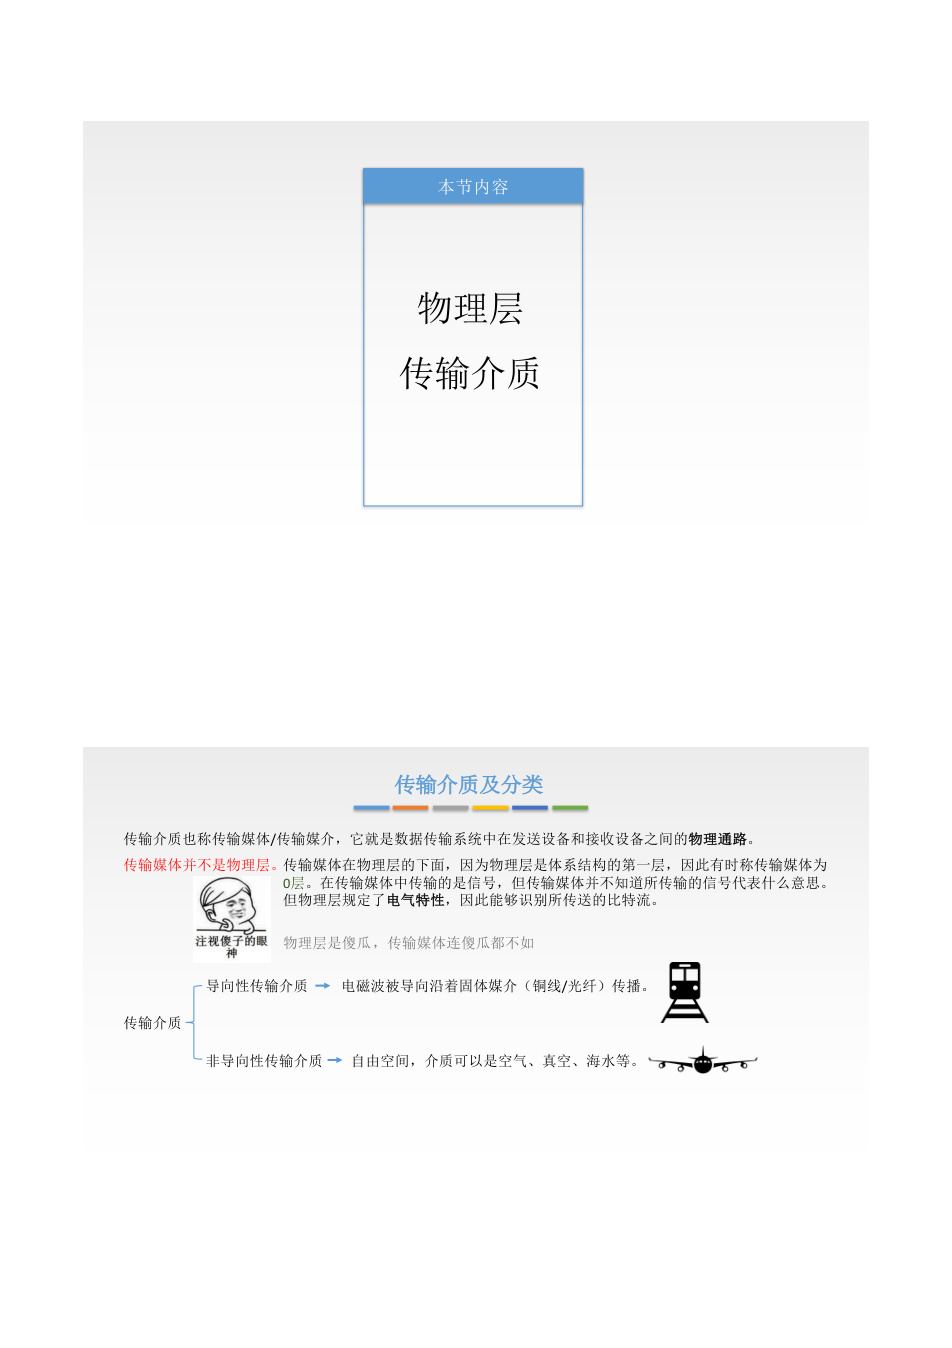 本节内容
物理层
传输介质
传输介质及分类
传输介质也称传输媒体/传输媒介，它就是数据传输系统中在发送设备和接收设备之间的物理通路。
传输媒体并不是物理层。传输媒体在物理层的下面，因为物理层是体系结构的第一层，因此有时称传输媒体为
0层。在传输媒体中传输的是信号，但传输媒体并不知道所传输的信号代表什么意思。
但物理层规定了电气特性，因此能够识别所传送的比特流。
注视傻子的眼
神
物理层是傻瓜，传输媒体连傻瓜都不如
导向性传输介质 电磁波被导向沿着固体媒介（铜线/光纤）传播。
传输介质
非导向性传输介质 自由空间，介质可以是空气、真空、海水等。